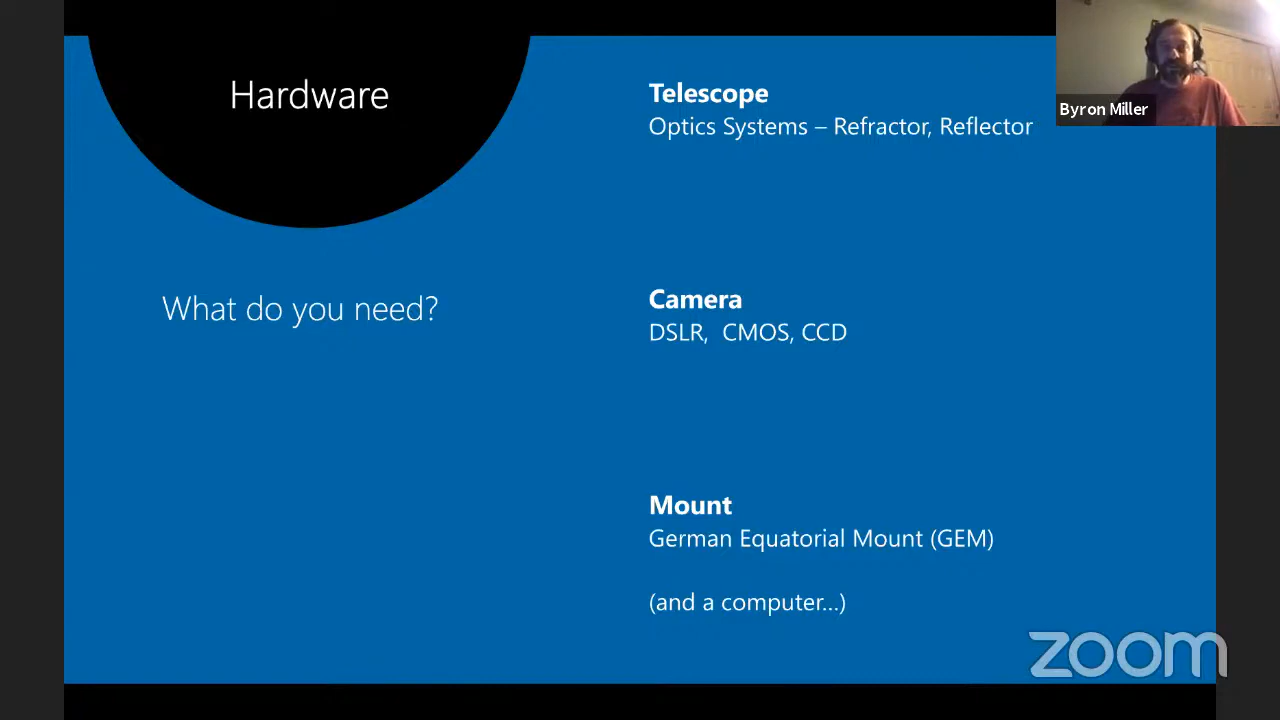 Hardware
What do you need?
Telescope
Optics Systems – Refractor, Reflector
Camera
DSLR,  CMOS, CCD
Mount
German Equatorial Mount (GEM)
(and a computer...)
Byron Miller
zoom